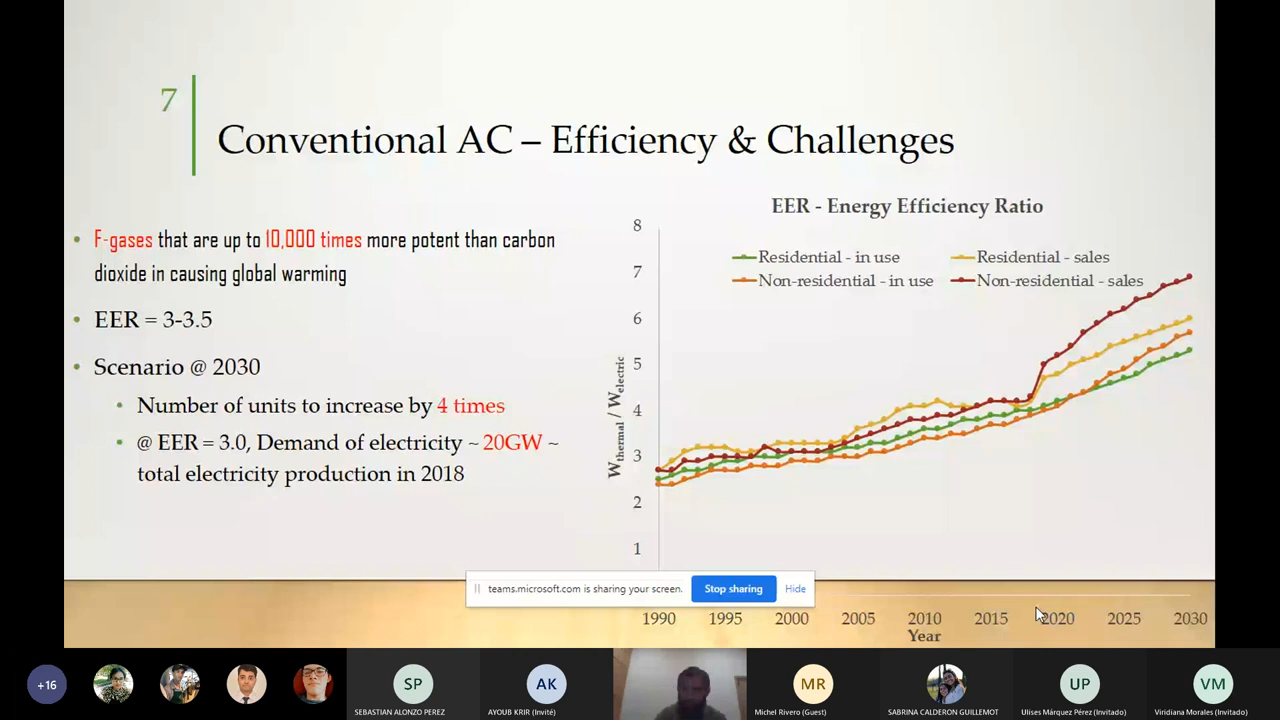 7
Conventional AC – Efficiency & Challenges
• F-gases that are up to 10,000 times more potent than carbon
dioxide in causing global warming
• EER = 3-3.5
• Scenario @ 2030
• Number of units to increase by 4 times
• @ EER = 3.0, Demand of electricity ~ 20GW ~
total electricity production in 2018
EER - Energy Efficiency Ratio
Residential - in use
Residential - sales
Non-residential - in use
Non-residential - sales
8
7
6
5
4
3
2
1
Wthermal / Welectric
1990 1995 2000 2005 2010 2015 2020 2025 2030
Year
teams.microsoft.com is sharing your screen.
Stop sharing
Hide
+16
SP
SEBASTIAN ALONZO PEREZ
AK
AYOUB KRIR (Invité)
MR
Michel Rivero (Guest)
SABRINA CALDERON GUILLEMOT
UP
Ulises Márquez Pérez (Invitado)
VM
Viridiana Morales (Invitado)